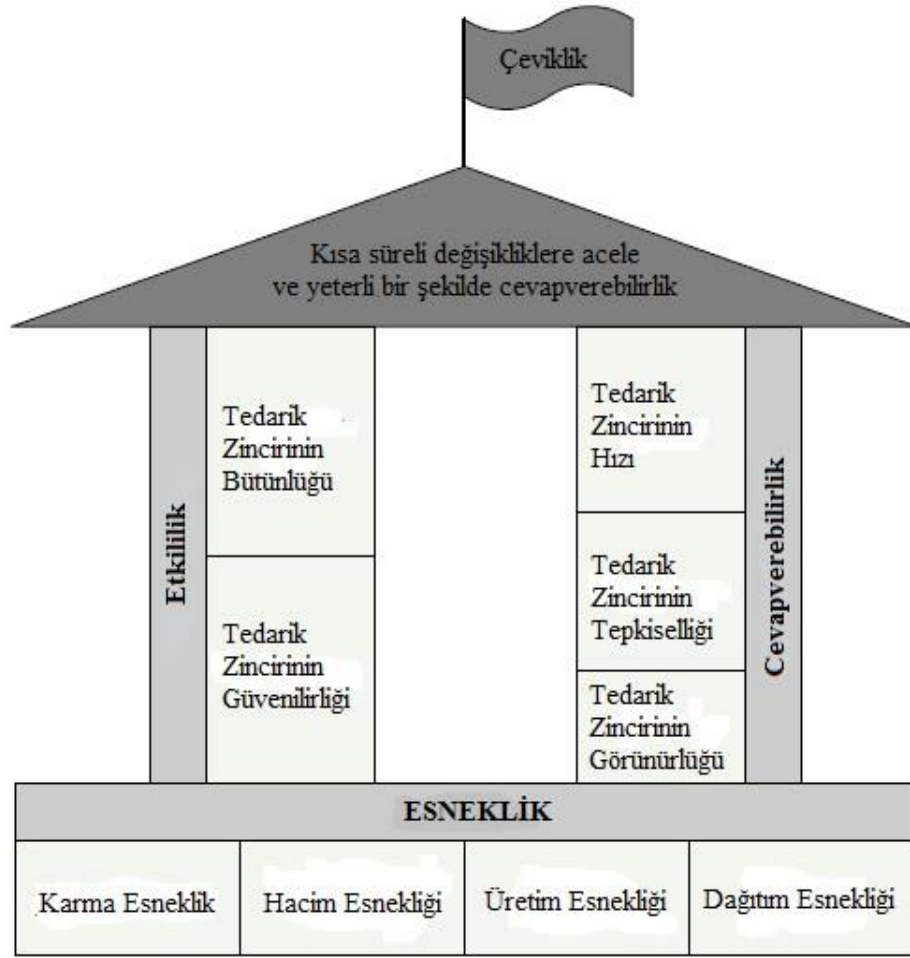 Çeviklik
Kısa süreli değişikliklere acele
ve yeterli bir şekilde cevapverebilirlik
Etkililik
Tedarik
Zincirinin
Bütünlüğü
Tedarik
Zincirinin
Güvenilirliği
Tedarik
Zincirinin
Hızı
Tedarik
Zincirinin
Tepkiselliği
Tedarik
Zincirinin
Görünürlüğü
Cevapverebilirlik
ESNEKLİK
Karma Esneklik
Hacim Esnekliği
Üretim Esnekliği
Dağıtım Esnekliği